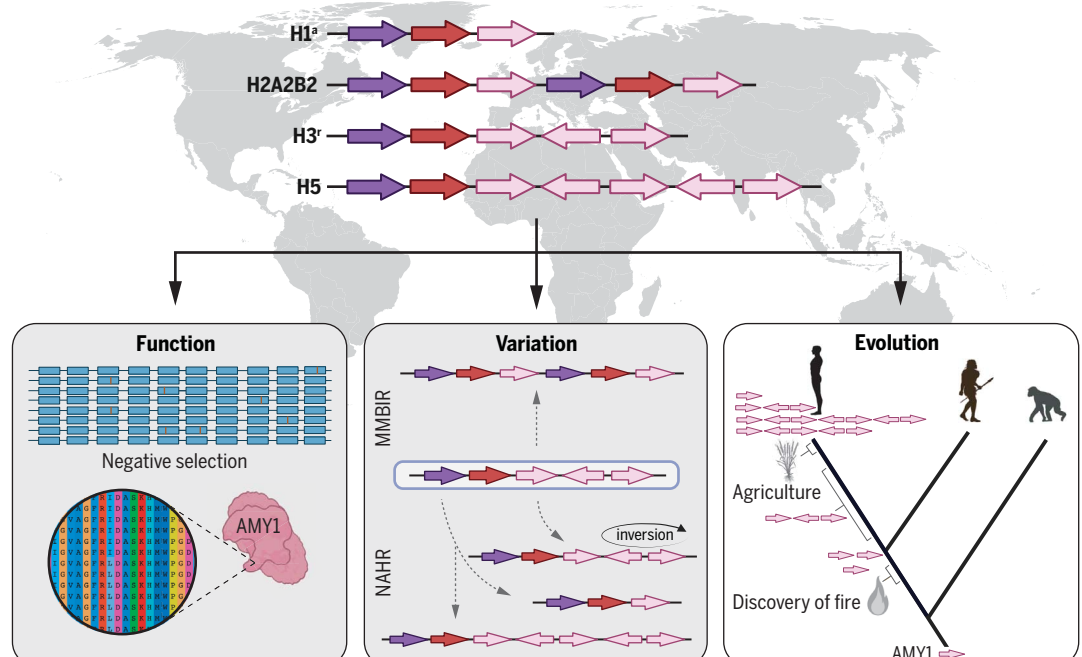 H1ᵃ
H2A2B2
H3ʳ
H5
Function
Negative selection
AMY1
Variation
MMBIR
NAHR
inversion
Evolution
Agriculture
Discovery of fire
AMY1